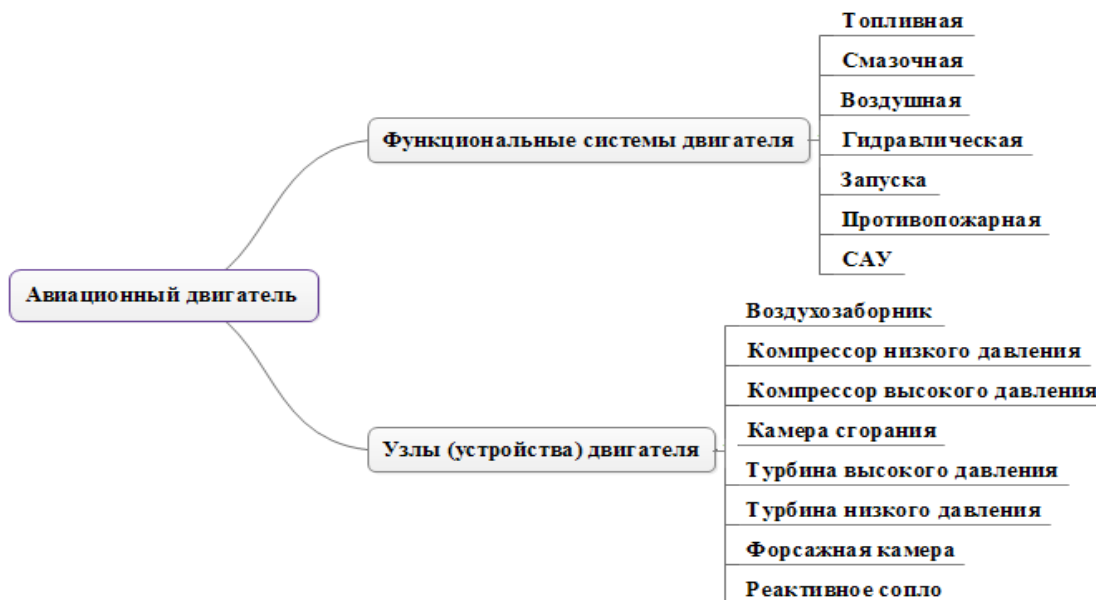 Топливная
Смазочная
Воздушная
Функциональные системы двигателя
Гидравлическая
Запуска
Противопожарная
САУ
Авиационный двигатель
Воздухозаборник
Компрессор низкого давления
Компрессор высокого давления
Камера сгорания
Узлы (устройства) двигателя
Турбина высокого давления
Турбина низкого давления
Форсажная камера
Реактивное сопло